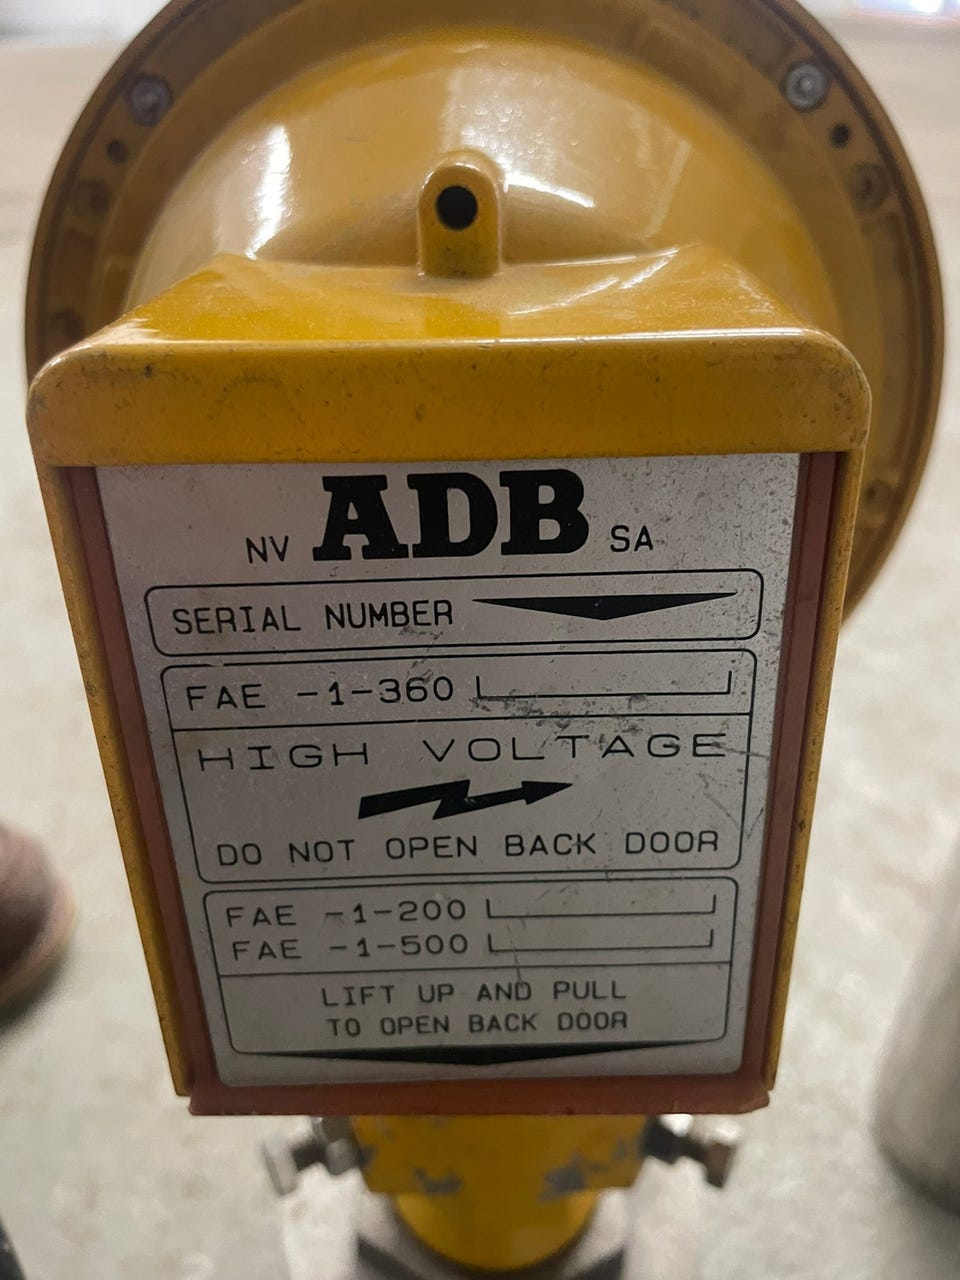 NV ADB SA
SERIAL NUMBER
FAE -1-360
HIGH VOLTAGE
DO NOT OPEN BACK DOOR
FAE -1-200
FAE -1-500
LIFT UP AND PULL
TO OPEN BACK DOOR